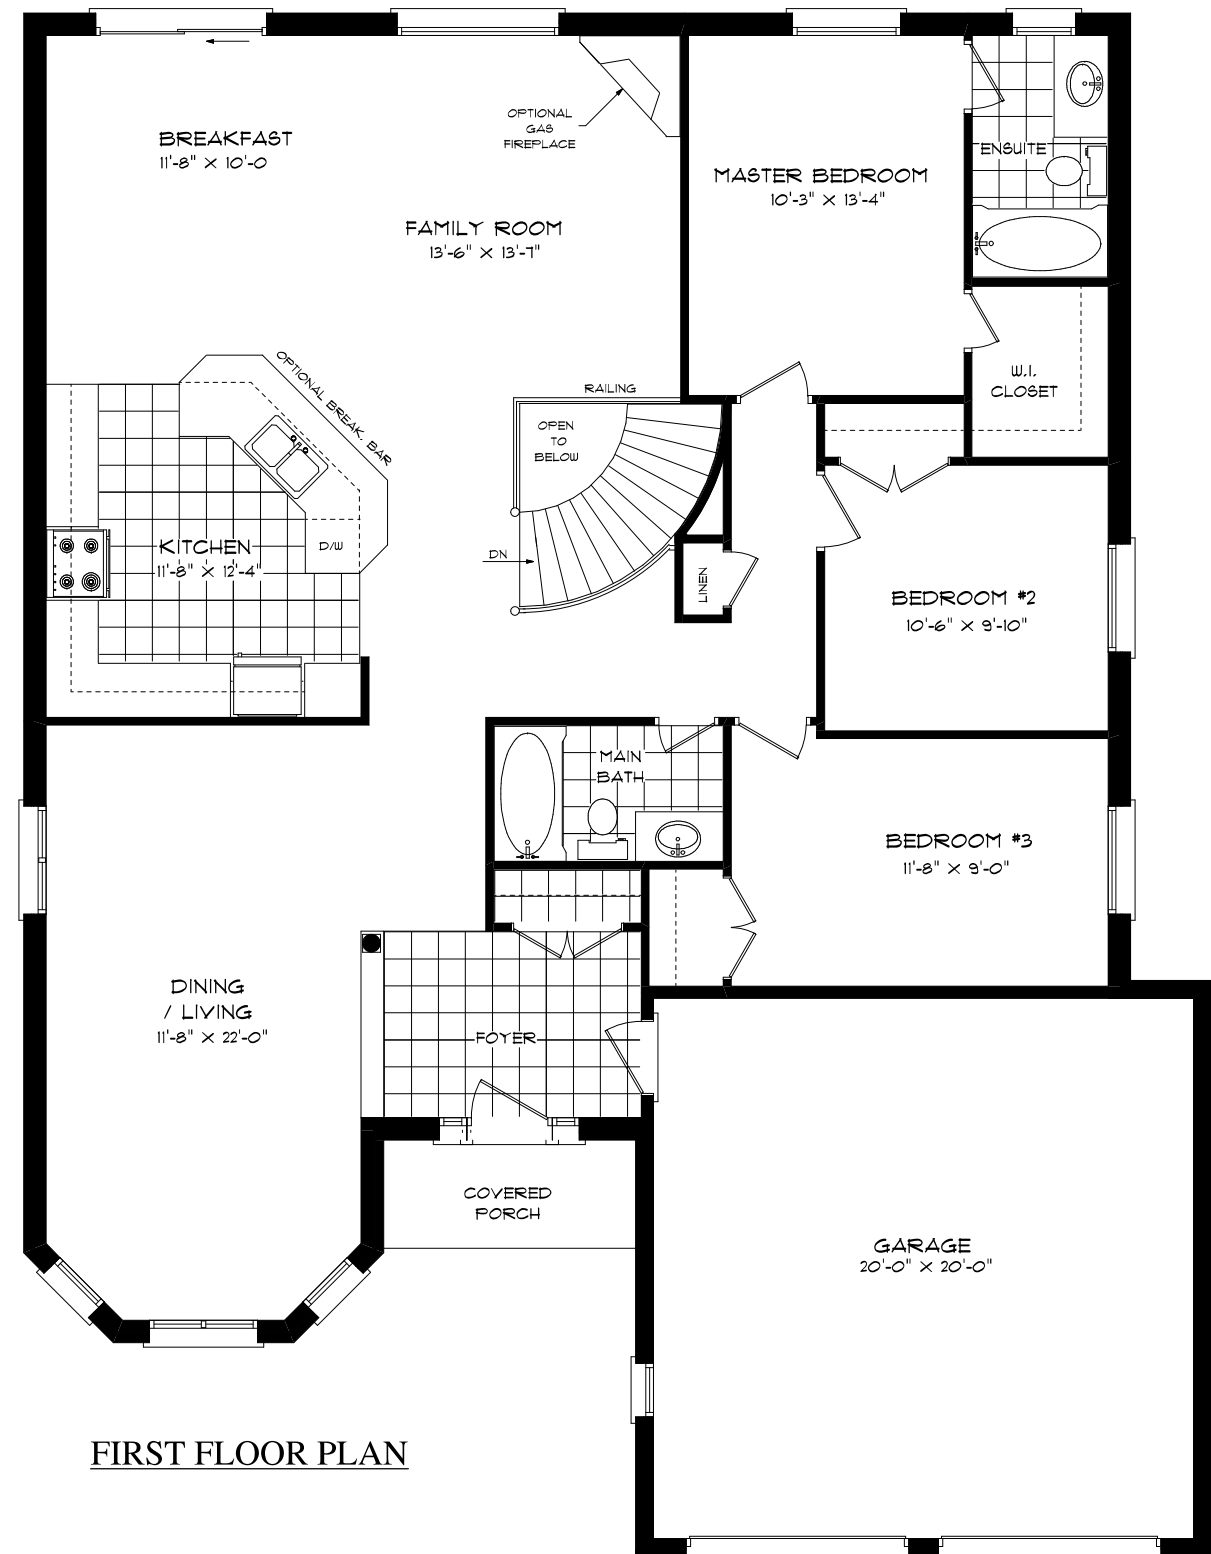 OPTIONAL
GAS
FIREPLACE
BREAKFAST
11'-8" X 10'-0
ENSUITE
MASTER BEDROOM
10'-3" X 13'-4"
FAMILY ROOM
13'-6" X 13'-7"
OPTIONAL BREAK. BAR
RAILING
W.I.
CLOSET
OPEN
TO
BELOW
KITCHEN
11'-8" X 12'-4"
D/W
DN
LINEN
BEDROOM #2
10'-6" X 9'-10"
MAIN
BATH
BEDROOM #3
11'-8" X 9'-0"
DINING
/ LIVING
11'-8" X 22'-0"
FOYER
COVERED
PORCH
GARAGE
20'-0" X 20'-0"
FIRST FLOOR PLAN